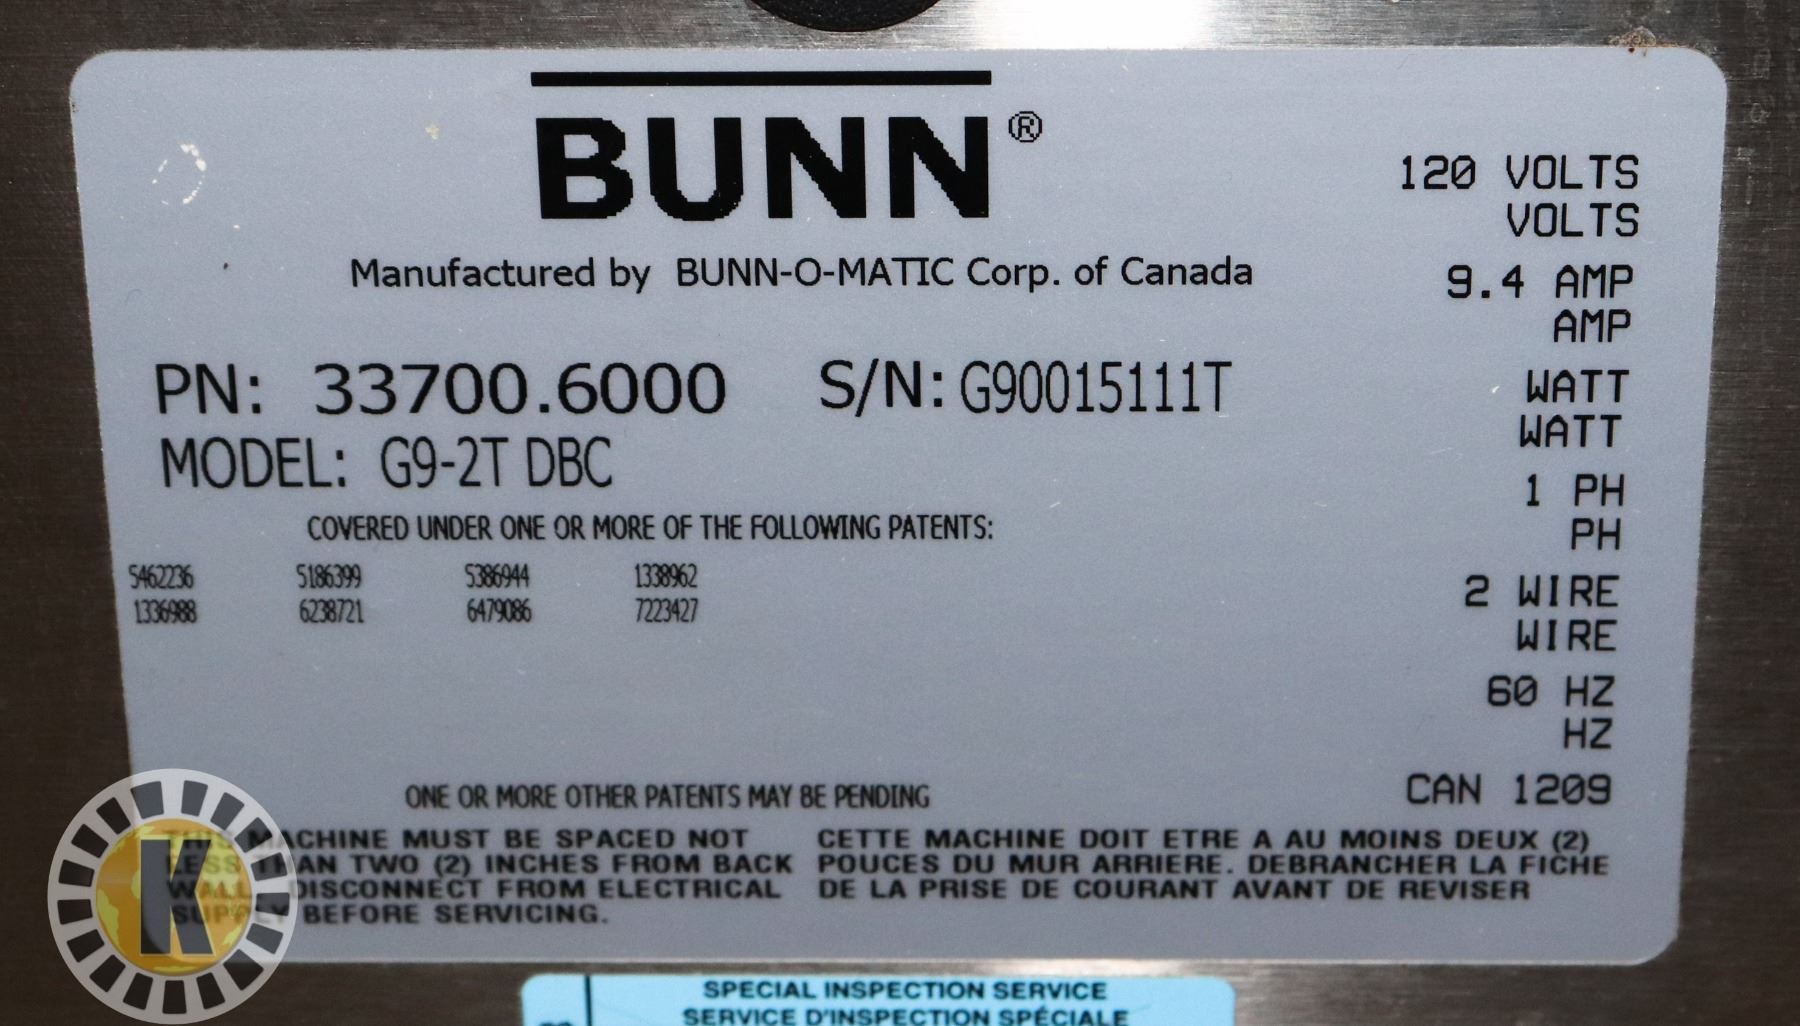 BUNN®
Manufactured by BUNN-O-MATIC Corp. of Canada
PN: 33700.6000 S/N: G90015111T
MODEL: G9-2T DBC
COVERED UNDER ONE OR MORE OF THE FOLLOWING PATENTS:
5462236 5186399 5386944 1338962
1336988 6238721 6479086 7223427
ONE OR MORE OTHER PATENTS MAY BE PENDING
120 VOLTS
VOLTS
9.4 AMP
AMP
WATT
WATT
1 PH
PH
2 WIRE
WIRE
60 HZ
HZ
CAN 1209
THIS MACHINE MUST BE SPACED NOT
LESS THAN TWO (2) INCHES FROM BACK
WALL DISCONNECT FROM ELECTRICAL
SUPPLY BEFORE SERVICING.
CETTE MACHINE DOIT ETRE A AU MOINS DEUX (2)
POUCES DU MUR ARRIERE. DEBRANCHER LA FICHE
DE LA PRISE DE COURANT AVANT DE REVISER
K
SPECIAL INSPECTION SERVICE
SERVICE D'INSPECTION SPÉCIALE